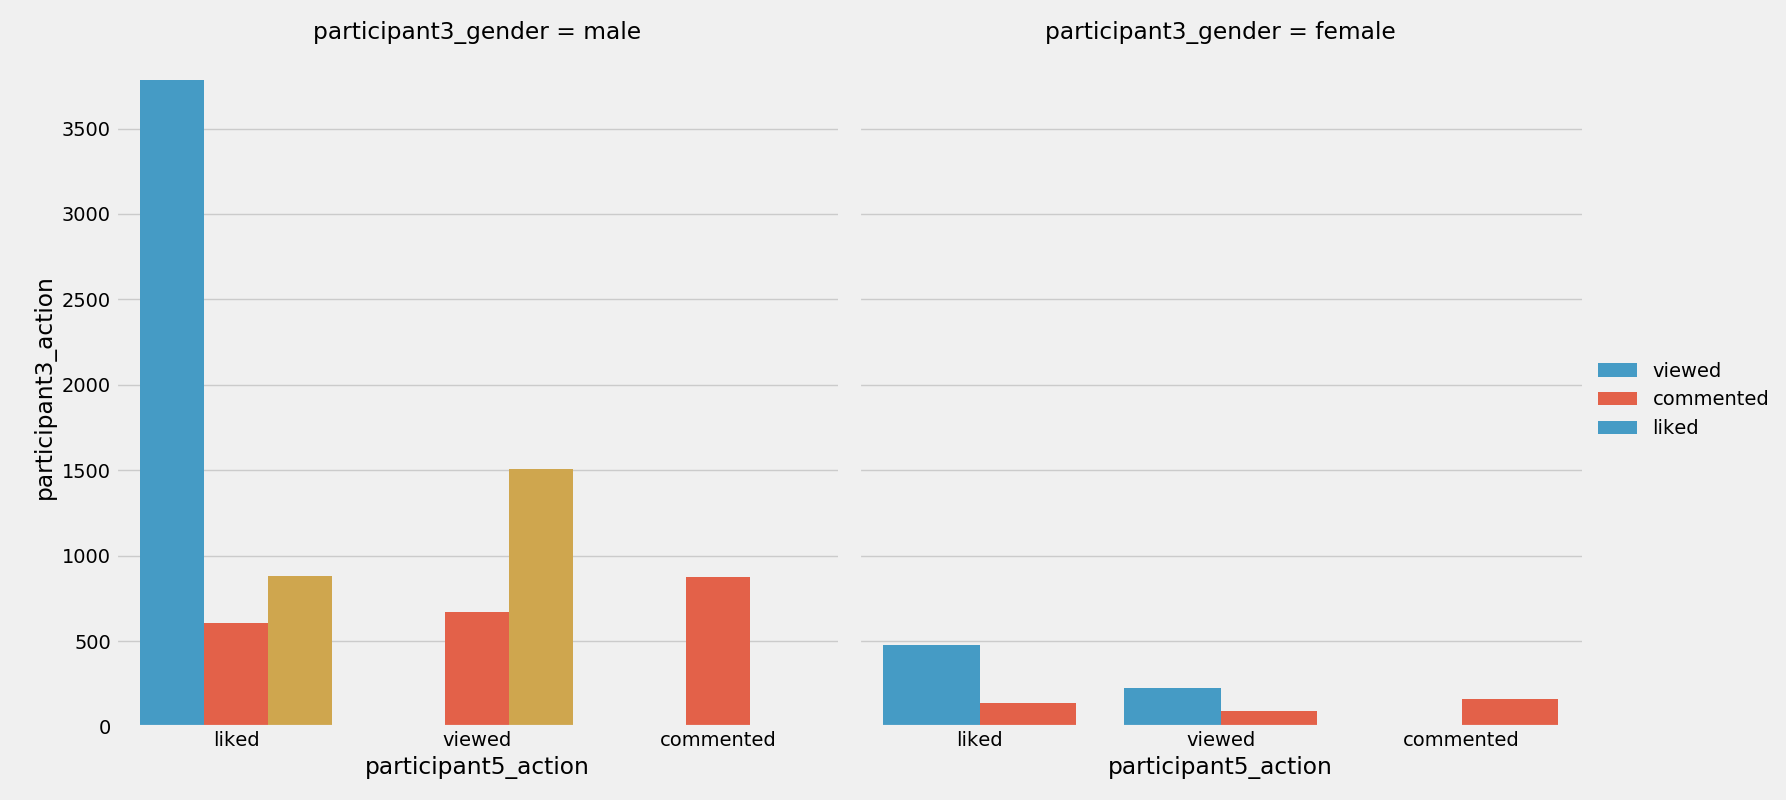 participant3_gender = male
participant3_gender = female
participant3_action
3500
3000
2500
2000
1500
1000
500
0
liked viewed commented
participant5_action
liked viewed commented
participant5_action
viewed
commented
liked